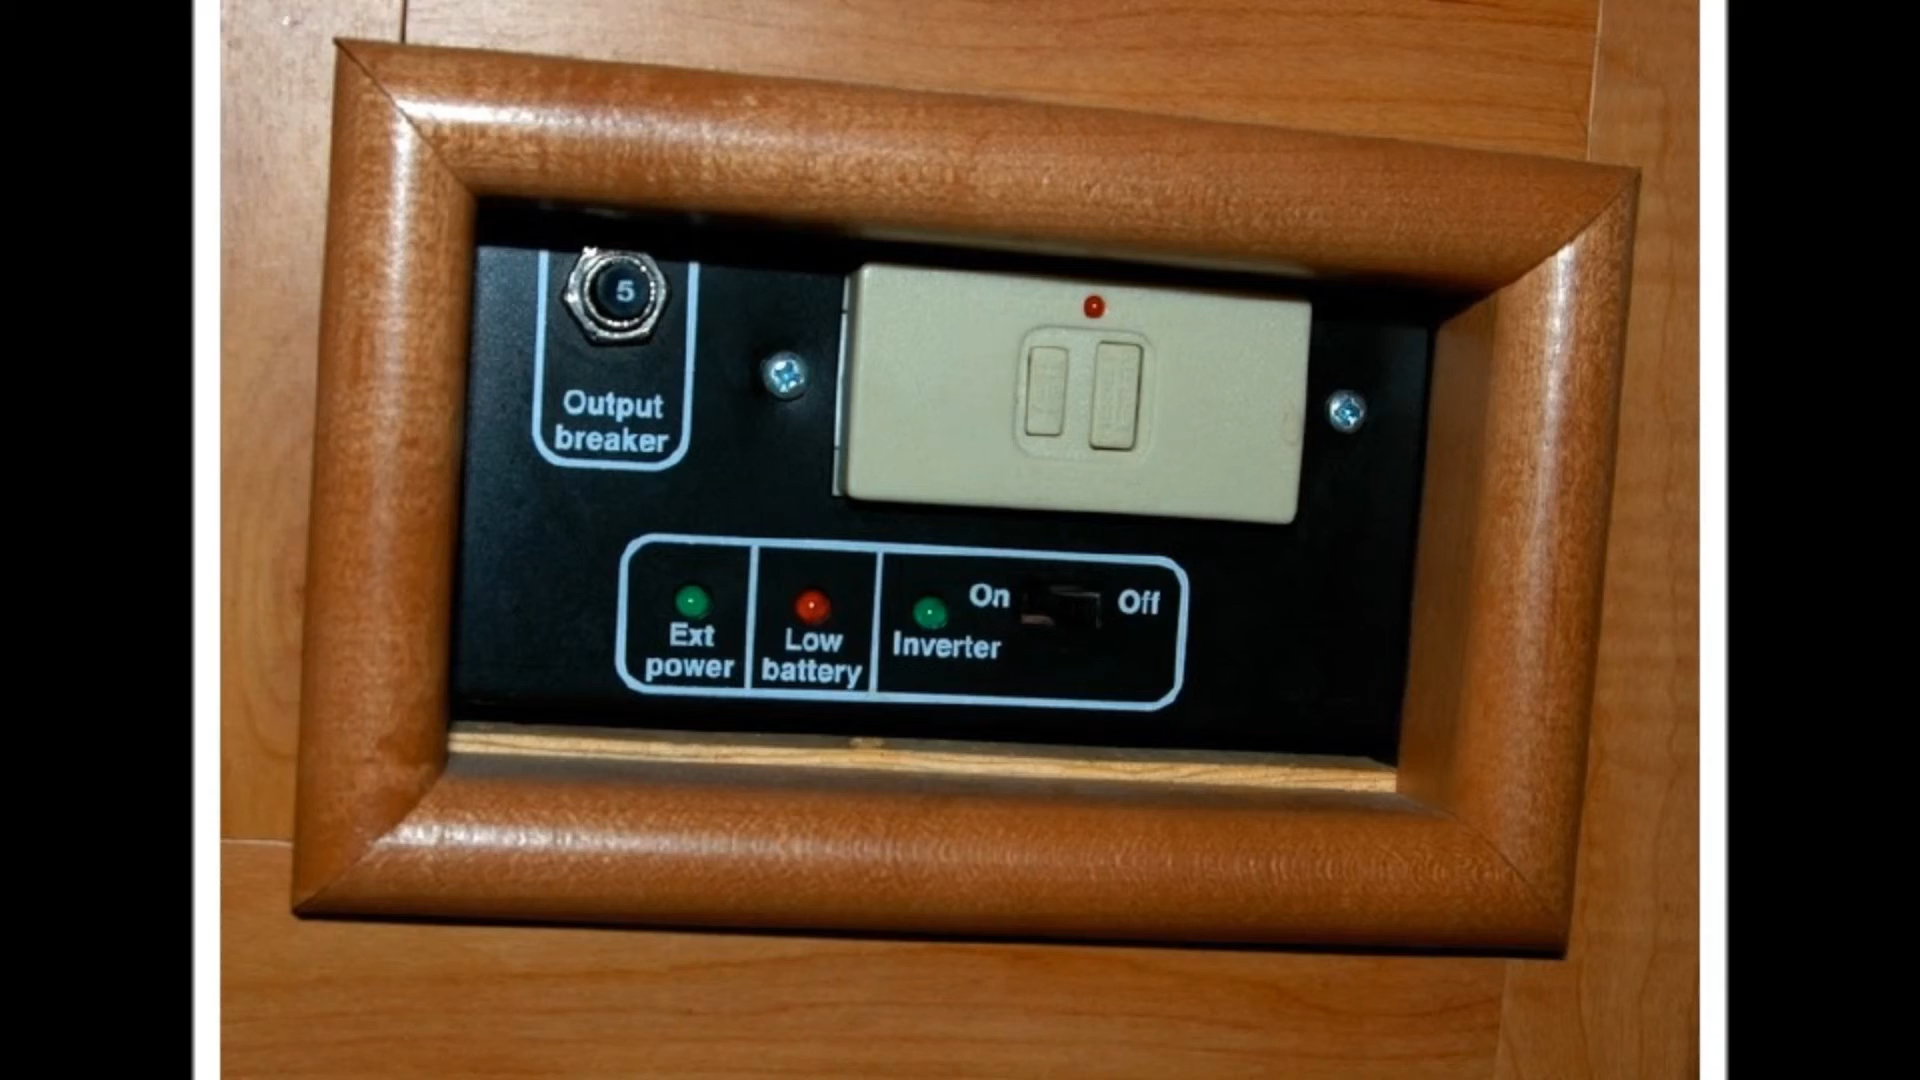 5
Output
breaker
Ext
power
Low
battery
Inverter
On
Off